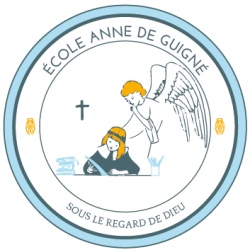 ÉCOLE ANNE DE GUIGNÉ
SOUS LE REGARD DE DIEU